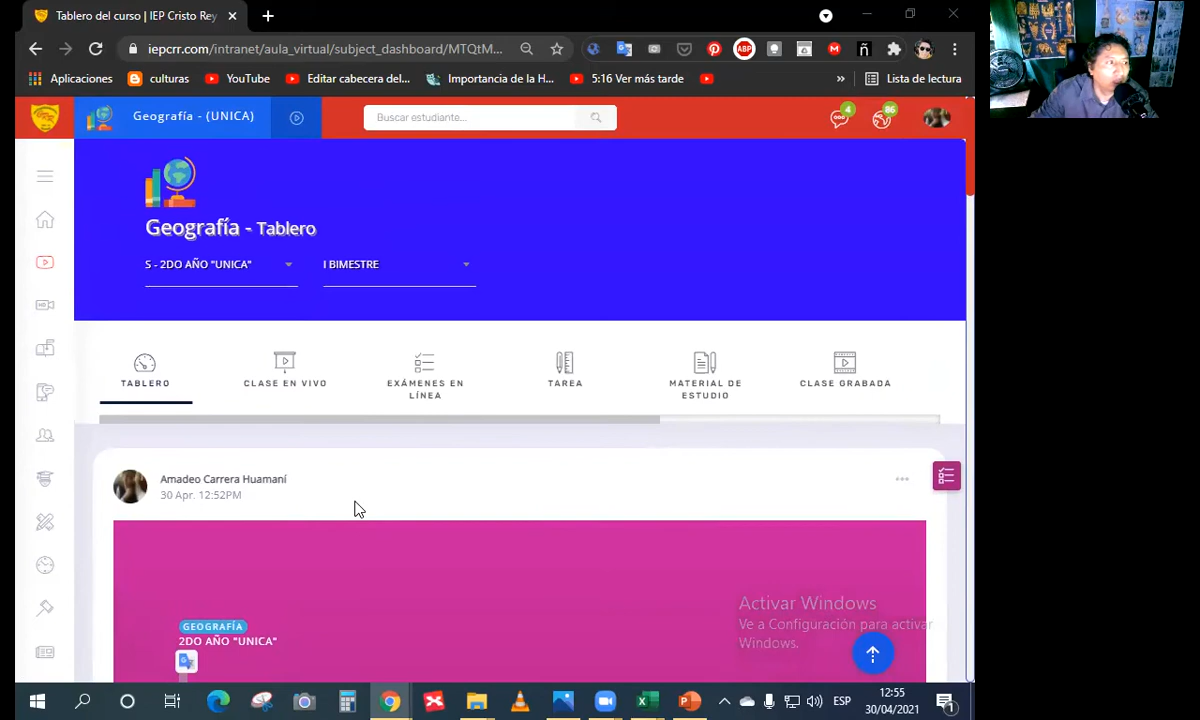 Tablero del curso | IEP Cristo Rey
iepcrr.com/intranet/aula_virtual/subject_dashboard/MTQtM...
ABP
M
ñ
Aplicaciones
culturas
YouTube
Editar cabecera del...
Importancia de la H...
5:16 Ver más tarde
»
Lista de lectura
Geografía - (UNICA)
Buscar estudiante...
4
86
Geografía - Tablero
S - 2DO AÑO "UNICA"
I BIMESTRE
TABLERO
CLASE EN VIVO
EXÁMENES EN
LÍNEA
TAREA
MATERIAL DE
ESTUDIO
CLASE GRABADA
Amadeo Carrera Huamaní
30 Apr. 12:52PM
GEOGRAFÍA
2DO AÑO "UNICA"
Activar Windows
Ve a Configuración para activar
Windows.
ESP
12:55
30/04/2021
1